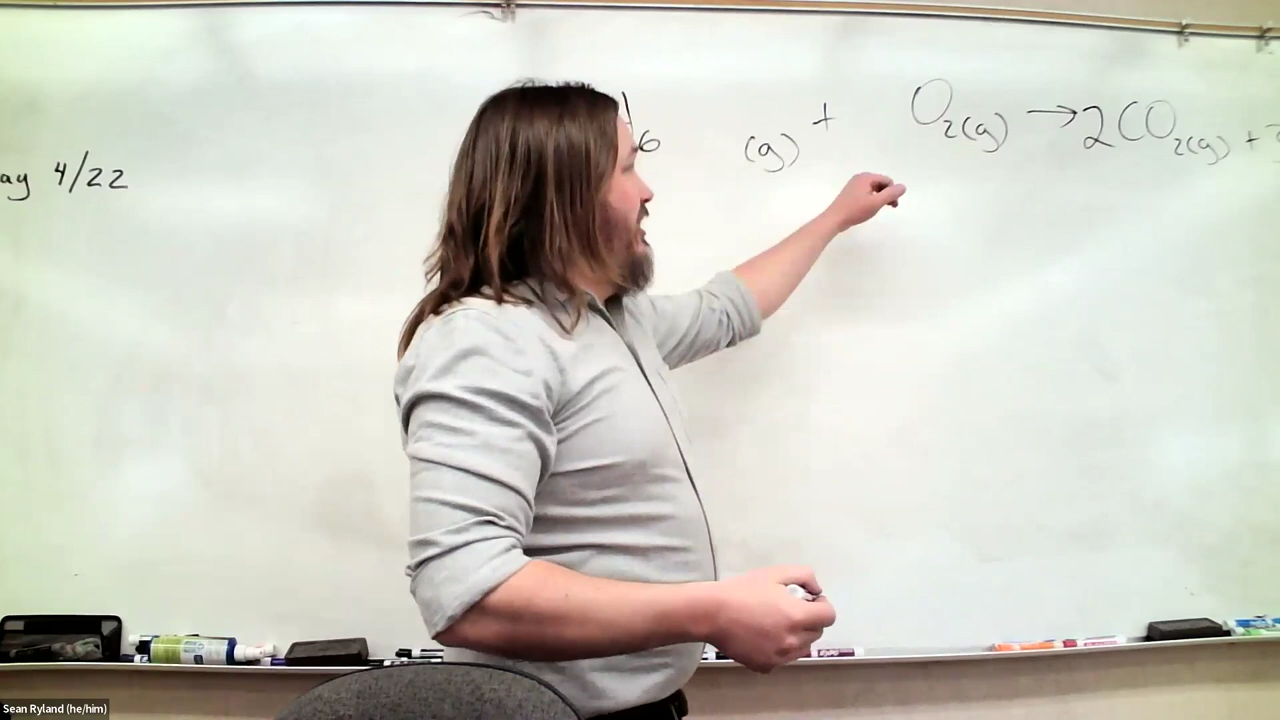 6 (g) + O2(g) → 2CO2(g) +
ay 4/22
Sean Ryland (he/him)